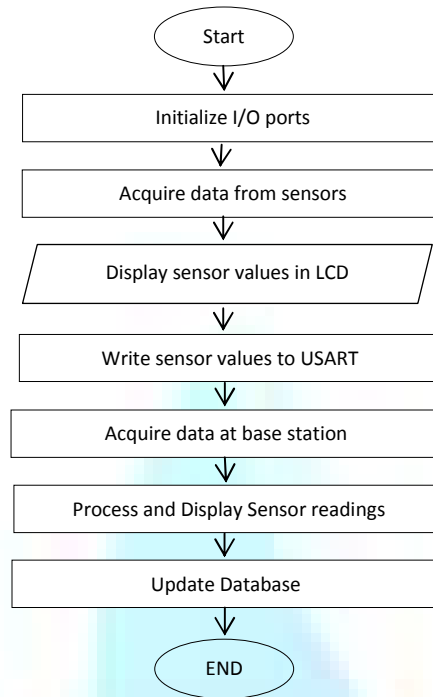 Start
Initialize I/O ports
Acquire data from sensors
Display sensor values in LCD
Write sensor values to USART
Acquire data at base station
Process and Display Sensor readings
Update Database
END